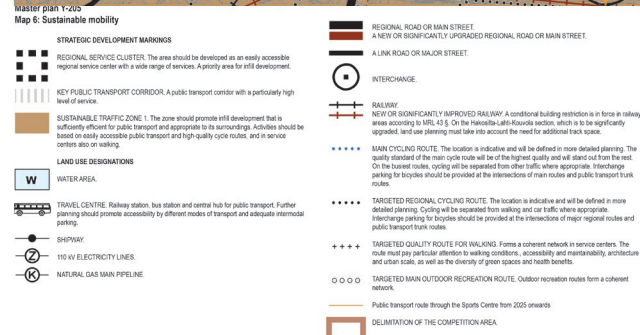 Master plan Y-205
Map 6: Sustainable mobility
STRATEGIC DEVELOPMENT MARKINGS
REGIONAL SERVICE CLUSTER. The area should be developed as an easily accessible
regional service center with a wide range of services. A priority area for infill development.
KEY PUBLIC TRANSPORT CORRIDOR. A public transport corridor with a particularly high
level of service.
SUSTAINABLE TRAFFIC ZONE 1. The zone should promote infill development that is
sufficiently efficient for public transport and appropriate to its surroundings. Activities should be
based on easily accessible public transport and high-quality cycle routes, and in service
centers also on walking.
LAND USE DESIGNATIONS
W
WATER AREA.
TRAVEL CENTRE. Railway station, bus station and central hub for public transport. Further
planning should promote accessibility by different modes of transport and adequate intermodal
parking.
SHIPWAY.
Z
110 kV ELECTRICITY LINES.
K
NATURAL GAS MAIN PIPELINE.
REGIONAL ROAD OR MAIN STREET.
A NEW OR SIGNIFICANTLY UPGRADED REGIONAL ROAD OR MAIN STREET.
A LINK ROAD OR MAJOR STREET.
INTERCHANGE.
RAILWAY.
NEW OR SIGNIFICANTLY IMPROVED RAILWAY. A conditional building restriction is in force in railway
areas according to MRL 43 §. On the Hakosilta-Lahti-Kouvola section, which is to be significantly
upgraded, land use planning must take into account the need for additional track space.
MAIN CYCLING ROUTE. The location is indicative and will be defined in more detailed planning. The
quality standard of the main cycle route will be of the highest quality and will stand out from the rest.
On the busiest routes, cycling will be separated from other traffic where appropriate. Interchange
parking for bicycles should be provided at the intersections of main routes and public transport trunk
routes.
TARGETED REGIONAL CYCLING ROUTE. The location is indicative and will be defined in more
detailed planning. Cycling will be separated from walking and car traffic where appropriate.
Interchange parking for bicycles should be provided at the intersections of major regional routes and
public transport trunk routes.
TARGETED QUALITY ROUTE FOR WALKING. Forms a coherent network in service centers. The
route must pay particular attention to walking conditions., accessibility and maintainability, architecture
and urban scale, as well as the diversity of green spaces and health benefits.
TARGETED MAIN OUTDOOR RECREATION ROUTE. Outdoor recreation routes form a coherent
network.
Public transport route through the Sports Centre from 2025 onwards
DELIMITATION OF THE COMPETITION AREA.